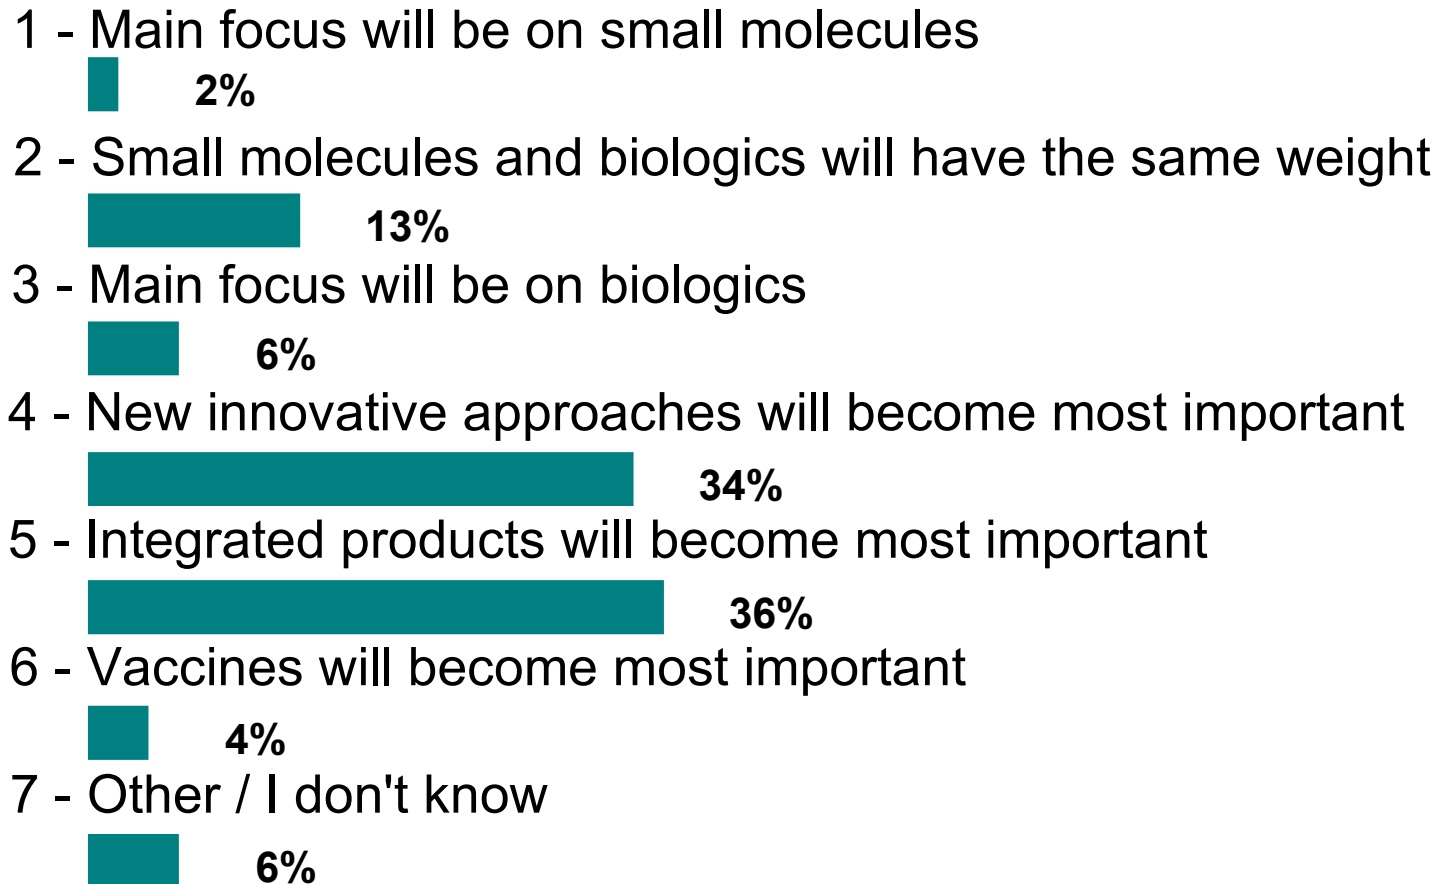 1 - Main focus will be on small molecules
2%
2 - Small molecules and biologics will have the same weight
13%
3 - Main focus will be on biologics
6%
4 - New innovative approaches will become most important
34%
5 - Integrated products will become most important
36%
6 - Vaccines will become most important
4%
7 - Other / I don't know
6%